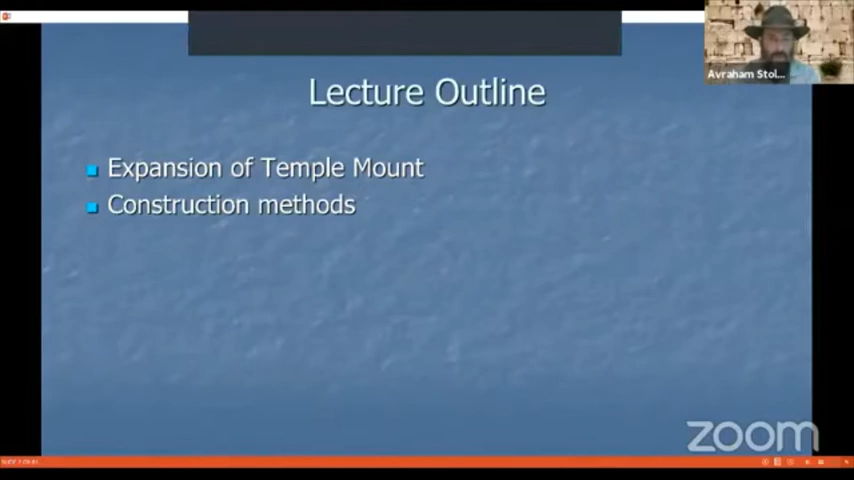 Avraham Stol...
Lecture Outline
Expansion of Temple Mount
Construction methods
zoom